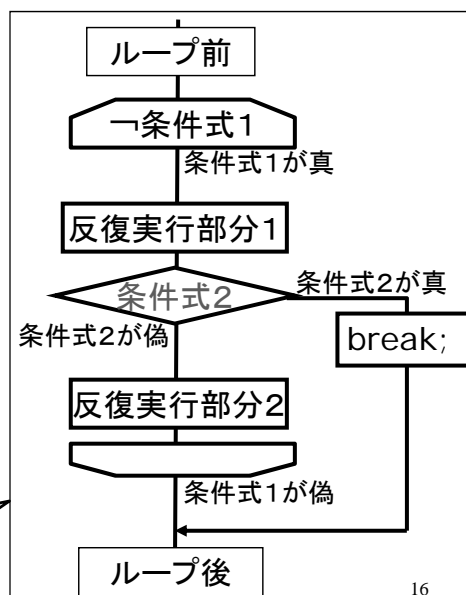 ループ前
¬条件式1
条件式1が真
反復実行部分1
条件式2
条件式2が真
条件式2が偽
break;
反復実行部分2
条件式1が偽
ループ後
16